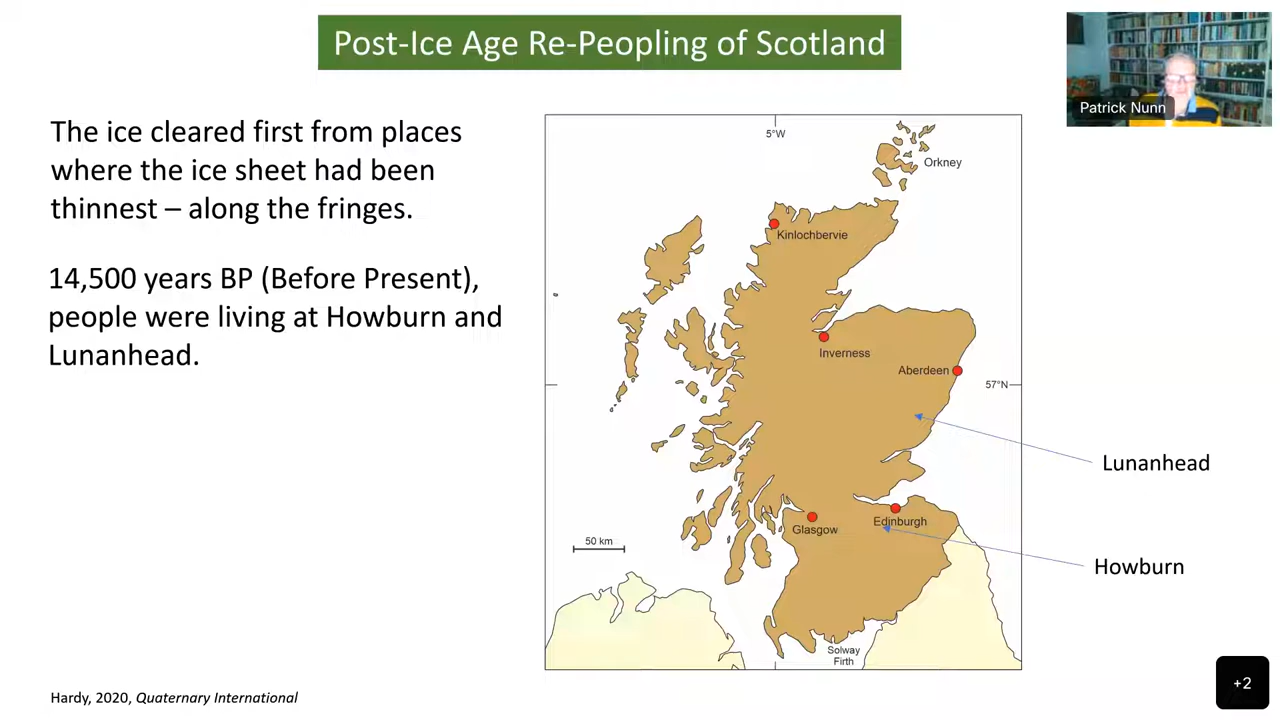 Post-Ice Age Re-Peopling of Scotland
Patrick Nunn
The ice cleared first from places
where the ice sheet had been
thinnest – along the fringes.
14,500 years BP (Before Present),
people were living at Howburn and
Lunanhead.
5°W
Orkney
Kinlochbervie
Inverness
Aberdeen
57°N
Lunanhead
Glasgow
Edinburgh
50 km
Howburn
Solway
Firth
+2
Hardy, 2020, Quaternary International